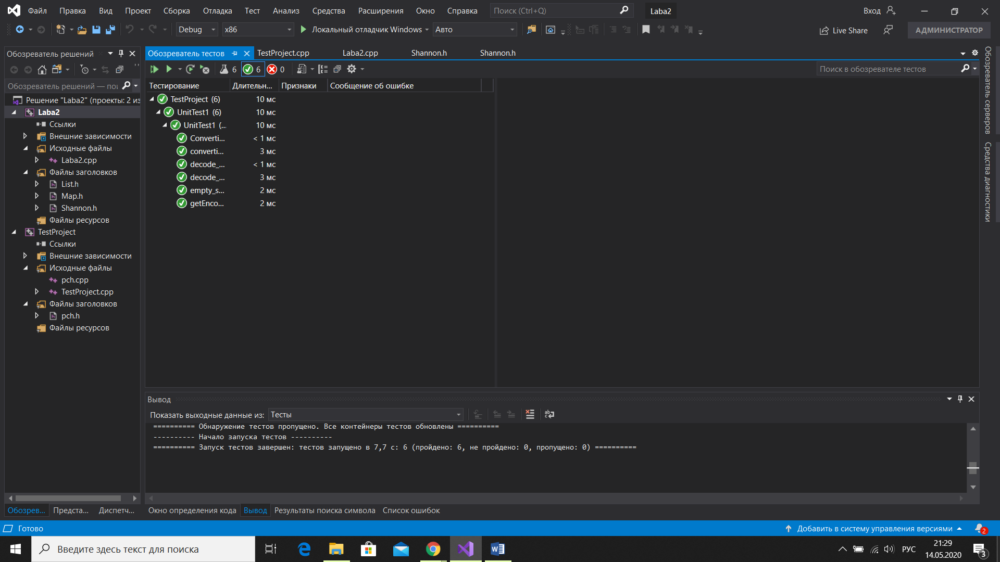 Файл Правка Вид Проект Сборка Отладка Тест Анализ Средства Расширения Окно Справка Поиск (Ctrl+Q) Laba2 Вход
Debug x86 Локальный отладчик Windows Авто Live Share АДМИНИСТРАТОР
Обозреватель решений
Обозреватель решений — пои
Решение "Laba2" (проекты: 2 из
Laba2
Ссылки
Внешние зависимости
Исходные файлы
Laba2.cpp
Файлы заголовков
List.h
Map.h
Shannon.h
Файлы ресурсов
TestProject
Ссылки
Внешние зависимости
Исходные файлы
pch.cpp
TestProject.cpp
Файлы заголовков
pch.h
Файлы ресурсов
Обозрев... Предста... Диспетч...
Обозреватель тестов TestProject.cpp Laba2.cpp Shannon.h Shannon.h
6 6 0 Поиск в обозревателе тестов
Тестирование Длительн... Признаки Сообщение об ошибке
TestProject (6) 10 мс
UnitTest1 (6) 10 мс
UnitTest1 (... 10 мс
Converti... < 1 мс
converti... 3 мс
decode_... < 1 мс
decode_... 3 мс
empty_s... 2 мс
getEnco... 2 мс
Обозреватель серверов
Средства диагностики
Вывод
Показать выходные данные из: Тесты
========== Обнаружение тестов пропущено. Все контейнеры тестов обновлены ==========
---------- Начало запуска тестов ----------
========== Запуск тестов завершен: тестов запущено в 7,7 с: 6 (пройдено: 6, не пройдено: 0, пропущено: 0) ==========
Окно определения кода Вывод Результаты поиска символа Список ошибок
Готово Добавить в систему управления версиями 2
Введите здесь текст для поиска РУС 21:29
14.05.2020 3